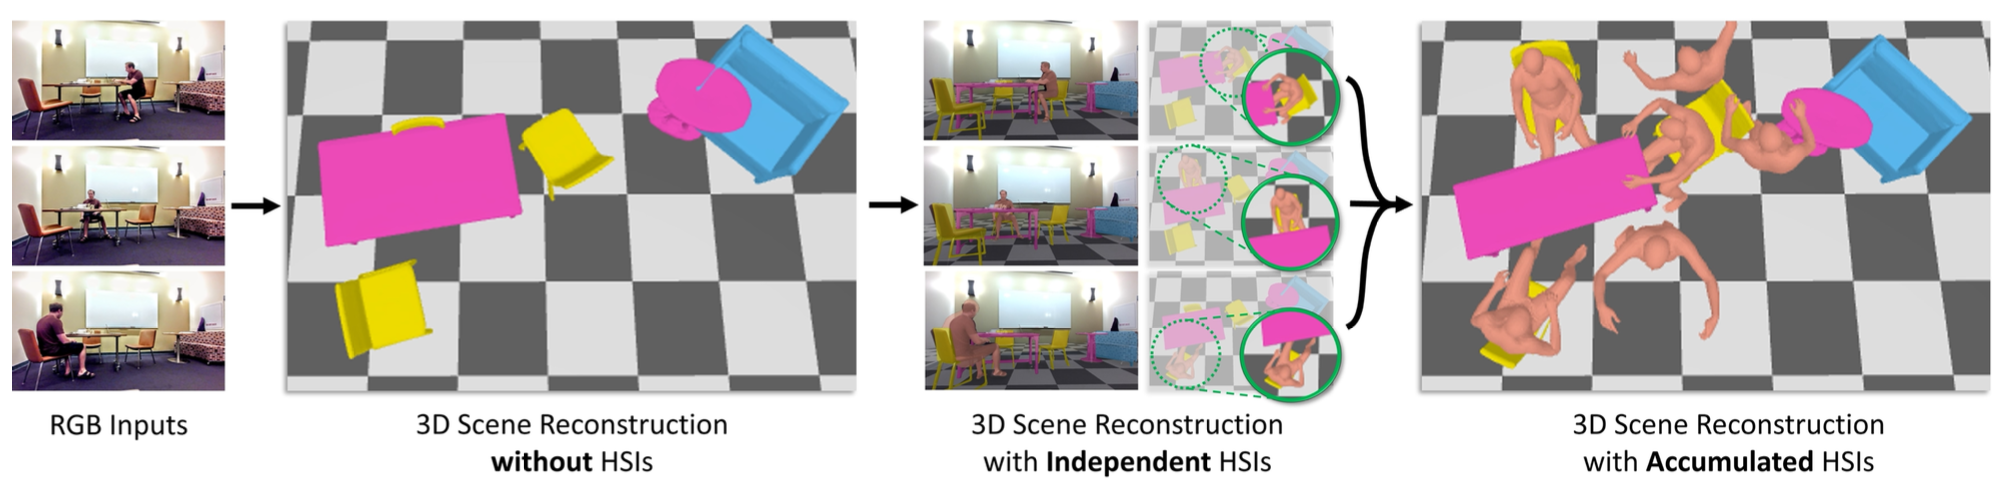 RGB Inputs
3D Scene Reconstruction
without HSIs
3D Scene Reconstruction
with Independent HSIs
3D Scene Reconstruction
with Accumulated HSIs